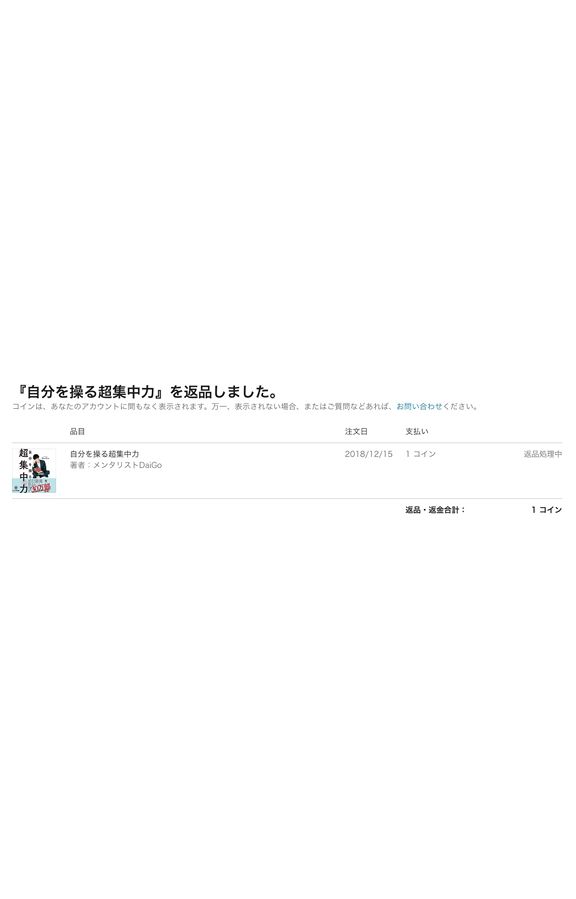 『自分を操る超集中力』を返品しました。
コインは、あなたのアカウントに間もなく表示されます。万一、表示されない場合、またはご質問などあれば、お問い合わせください。
品目 注文日 支払い
自分を操る超集中力 2018/12/15 1 コイン 返品処理中
著者：メンタリストDaiGo
超集中力
返品・返金合計： 1 コイン